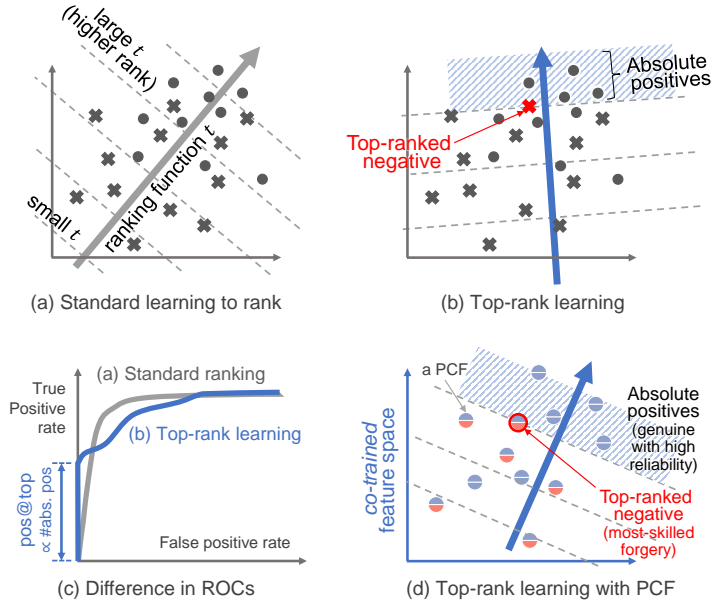 large t
(higher rank)
ranking function t
small t
(a) Standard learning to rank
Absolute
positives
Top-ranked
negative
(b) Top-rank learning
True
Positive
rate
(a) Standard ranking
(b) Top-rank learning
pos@top
∝ #abs. pos
False positive rate
(c) Difference in ROCs
a PCF
Absolute
positives
(genuine with high
reliability)
co-trained
feature space
Top-ranked
negative
(most-skilled
forgery)
(d) Top-rank learning with PCF